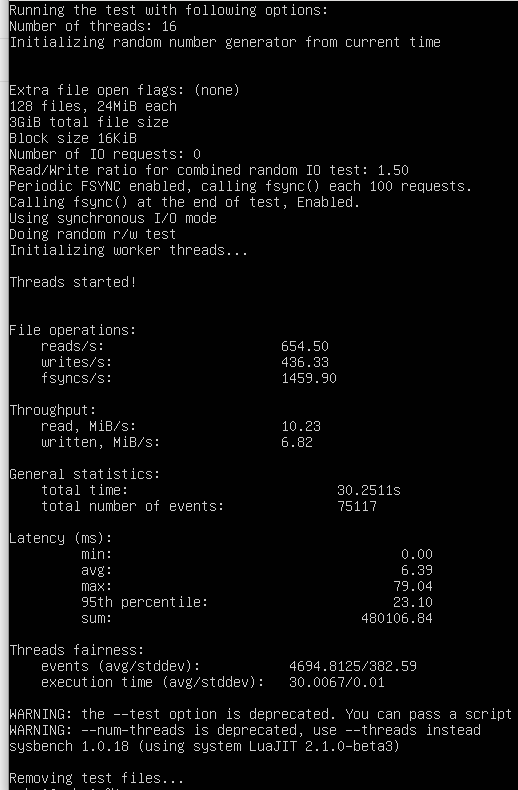 Running the test with following options:
Number of threads: 16
Initializing random number generator from current time
Extra file open flags: (none)
128 files, 24MiB each
3GiB total file size
Block size 16KiB
Number of IO requests: 0
Read/Write ratio for combined random IO test: 1.50
Periodic FSYNC enabled, calling fsync() each 100 requests.
Calling fsync() at the end of test, Enabled.
Using synchronous I/O mode
Doing random r/w test
Initializing worker threads...
Threads started!
File operations:
reads/s: 654.50
writes/s: 436.33
fsyncs/s: 1459.90
Throughput:
read, MiB/s: 10.23
written, MiB/s: 6.82
General statistics:
total time: 30.2511s
total number of events: 75117
Latency (ms):
min: 0.00
avg: 6.39
max: 79.04
95th percentile: 23.10
sum: 480106.84
Threads fairness:
events (avg/stddev): 4694.8125/382.59
execution time (avg/stddev): 30.0067/0.01
WARNING: the --test option is deprecated. You can pass a script
WARNING: --num-threads is deprecated, use --threads instead
sysbench 1.0.18 (using system LuaJIT 2.1.0-beta3)
Removing test files...